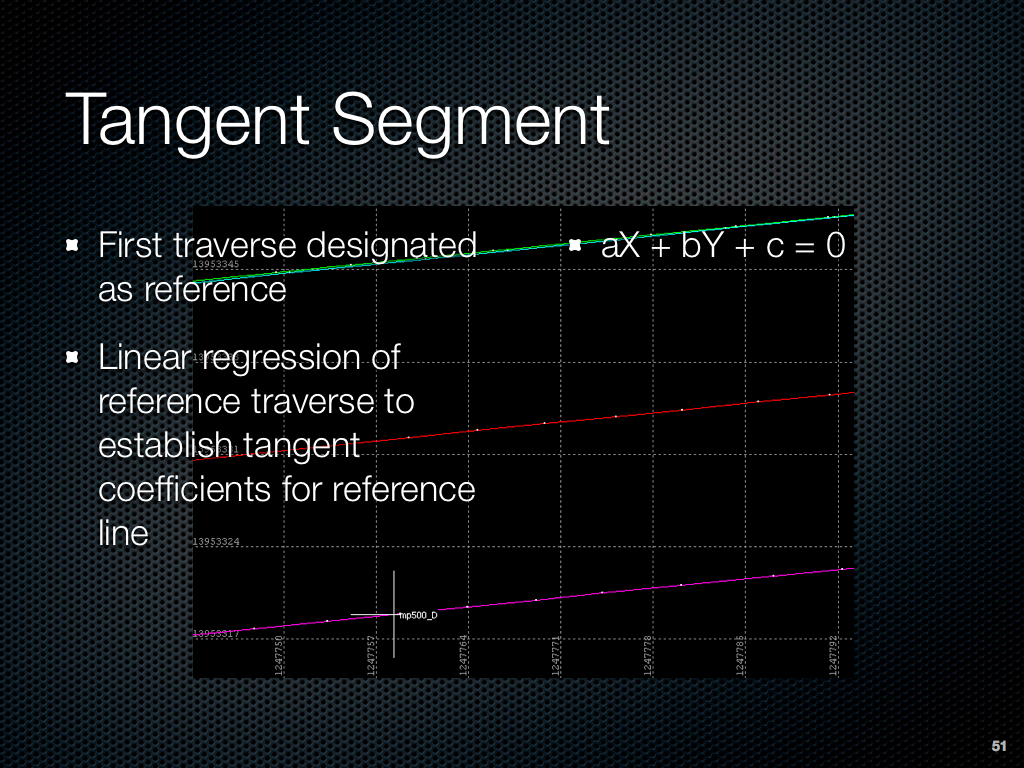 Tangent Segment
First traverse designated
as reference
Linear regression of
reference traverse to
establish tangent
coefficients for reference
line
aX + bY + c = 0
13953345
13953324
mp500_D
13953317
1247750
1247757
1247764
1247771
1247778
1247785
1247792
51